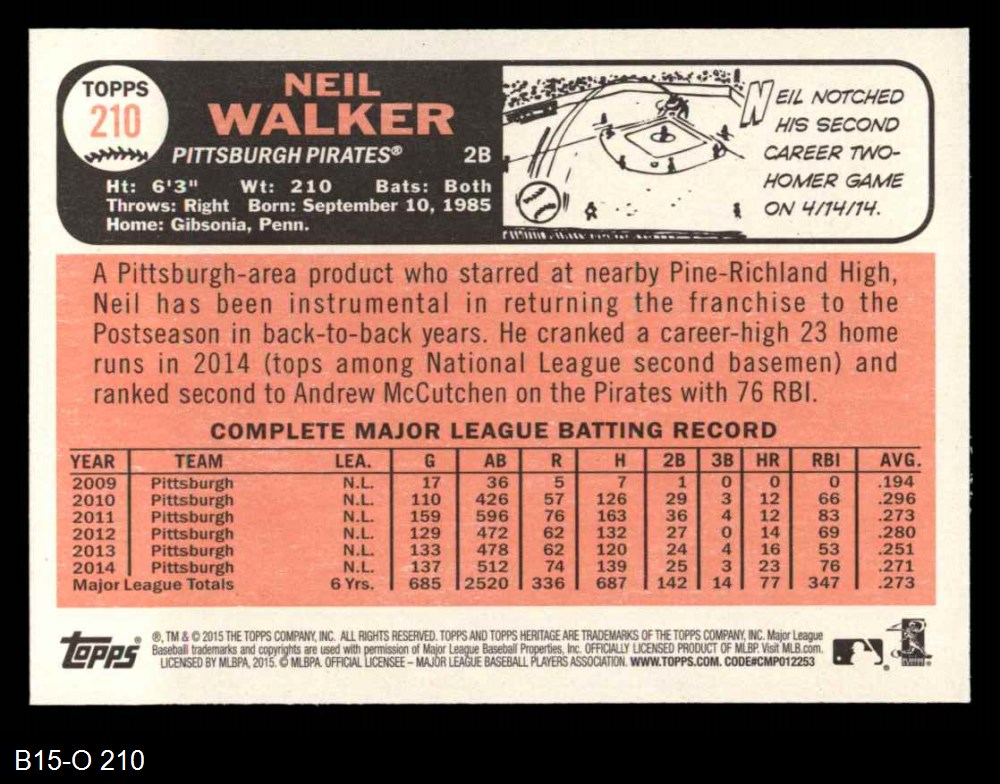 TOPPS
210
NEIL
WALKER
PITTSBURGH PIRATES® 2B
Ht: 6'3" Wt: 210 Bats: Both
Throws: Right Born: September 10, 1985
Home: Gibsonia, Penn.
NEIL NOTCHED
HIS SECOND
CAREER TWO-
HOMER GAME
ON 4/14/14.
A Pittsburgh-area product who starred at nearby Pine-Richland High,
Neil has been instrumental in returning the franchise to the
Postseason in back-to-back years. He cranked a career-high 23 home
runs in 2014 (tops among National League second basemen) and
ranked second to Andrew McCutchen on the Pirates with 76 RBI.
COMPLETE MAJOR LEAGUE BATTING RECORD
YEAR TEAM LEA. G AB R H 2B 3B HR RBI AVG.
2009 Pittsburgh N.L. 17 36 5 7 1 0 0 0 .194
2010 Pittsburgh N.L. 110 426 57 126 29 3 12 66 .296
2011 Pittsburgh N.L. 159 596 76 163 36 4 12 83 .273
2012 Pittsburgh N.L. 129 472 62 132 27 0 14 69 .280
2013 Pittsburgh N.L. 133 478 62 120 24 4 16 53 .251
2014 Pittsburgh N.L. 137 512 74 139 25 3 23 76 .271
Major League Totals 6 Yrs. 685 2520 336 687 142 14 77 347 .273
Topps®
®, TM & © 2015 THE TOPPS COMPANY, INC. ALL RIGHTS RESERVED. TOPPS AND TOPPS HERITAGE ARE TRADEMARKS OF THE TOPPS COMPANY, INC. Major League
Baseball trademarks and copyrights are used with permission of Major League Baseball Properties, Inc. OFFICIALLY LICENSED PRODUCT OF MLBP. Visit MLB.com.
LICENSED BY MLBPA, 2015. © MLBPA. OFFICIAL LICENSEE – MAJOR LEAGUE BASEBALL PLAYERS ASSOCIATION. WWW.TOPPS.COM. CODE#CMP012253
B15-O 210